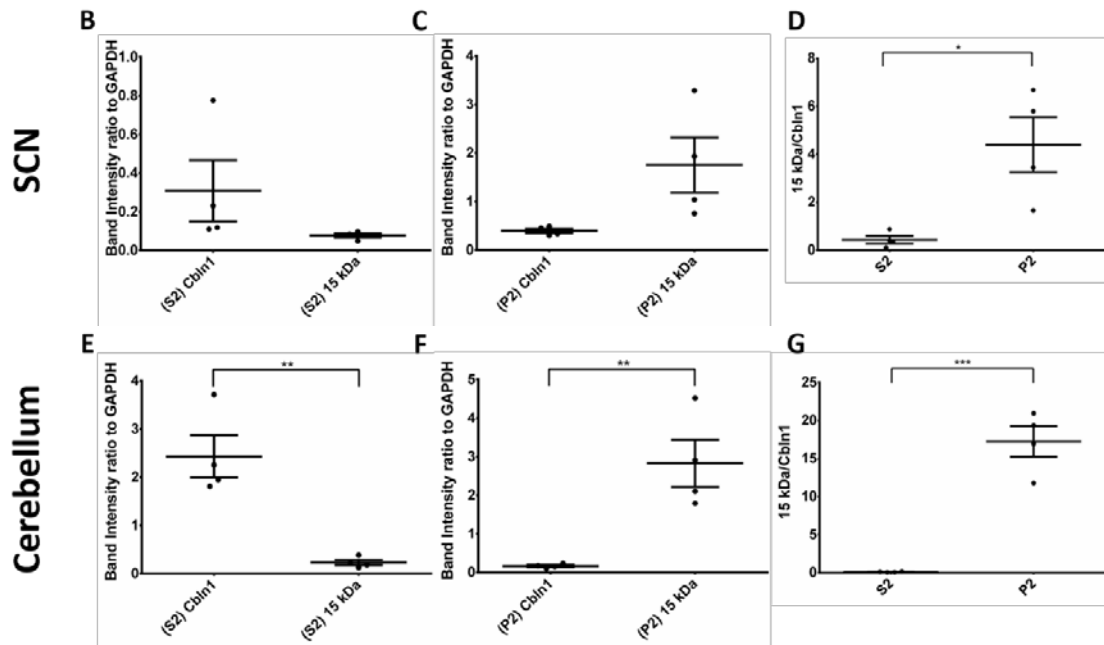 B
C
D
SCN
Band Intensity ratio to GAPDH
1.0
0.8
0.6
0.4
0.2
0.0
(S2) Cbln1
(S2) 15 kDa
Band Intensity ratio to GAPDH
4
3
2
1
0
(P2) Cbln1
(P2) 15 kDa
15 kDa/Cbln1
8
6
4
2
0
*
S2
P2
E
F
G
Cerebellum
Band Intensity ratio to GAPDH
4
3
2
1
0
**
(S2) Cbln1
(S2) 15 kDa
Band Intensity ratio to GAPDH
5
4
3
2
1
0
**
(P2) Cbln1
(P2) 15 kDa
15 kDa/Cbln1
25
20
15
10
5
0
***
S2
P2